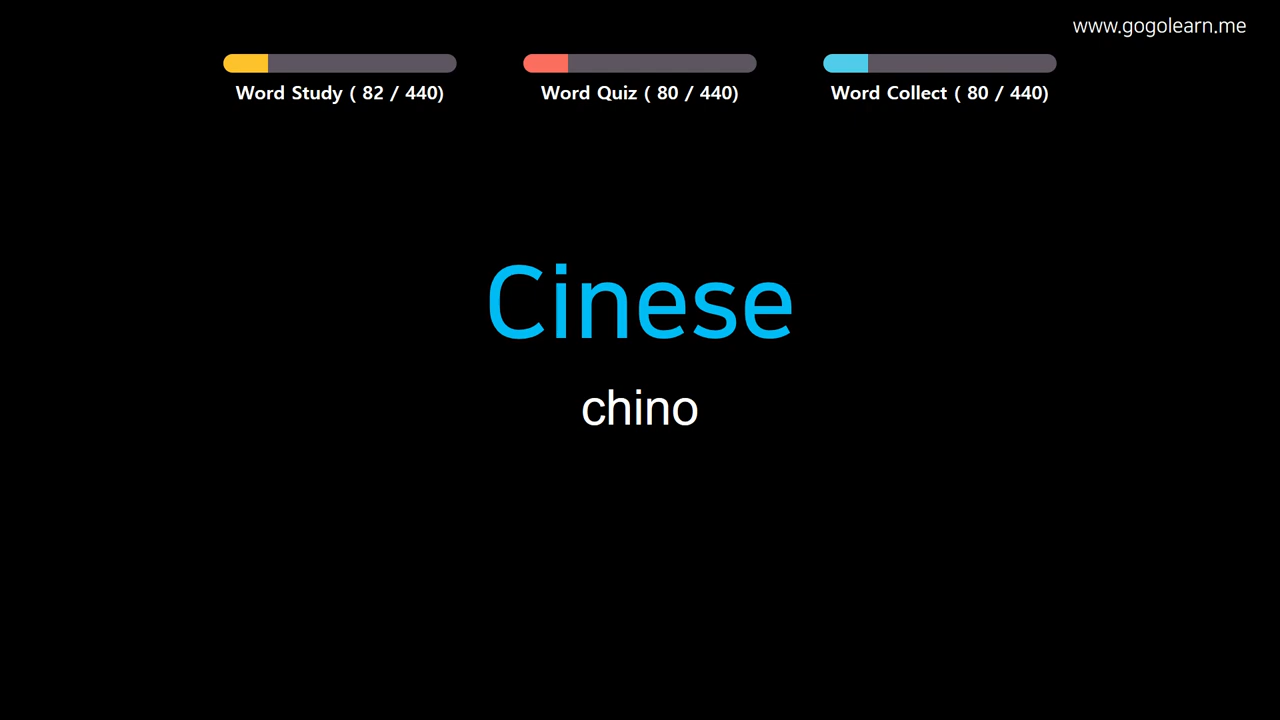 www.gogolearn.me
Word Study ( 82 / 440)
Word Quiz ( 80 / 440)
Word Collect ( 80 / 440)
Cinese
chino